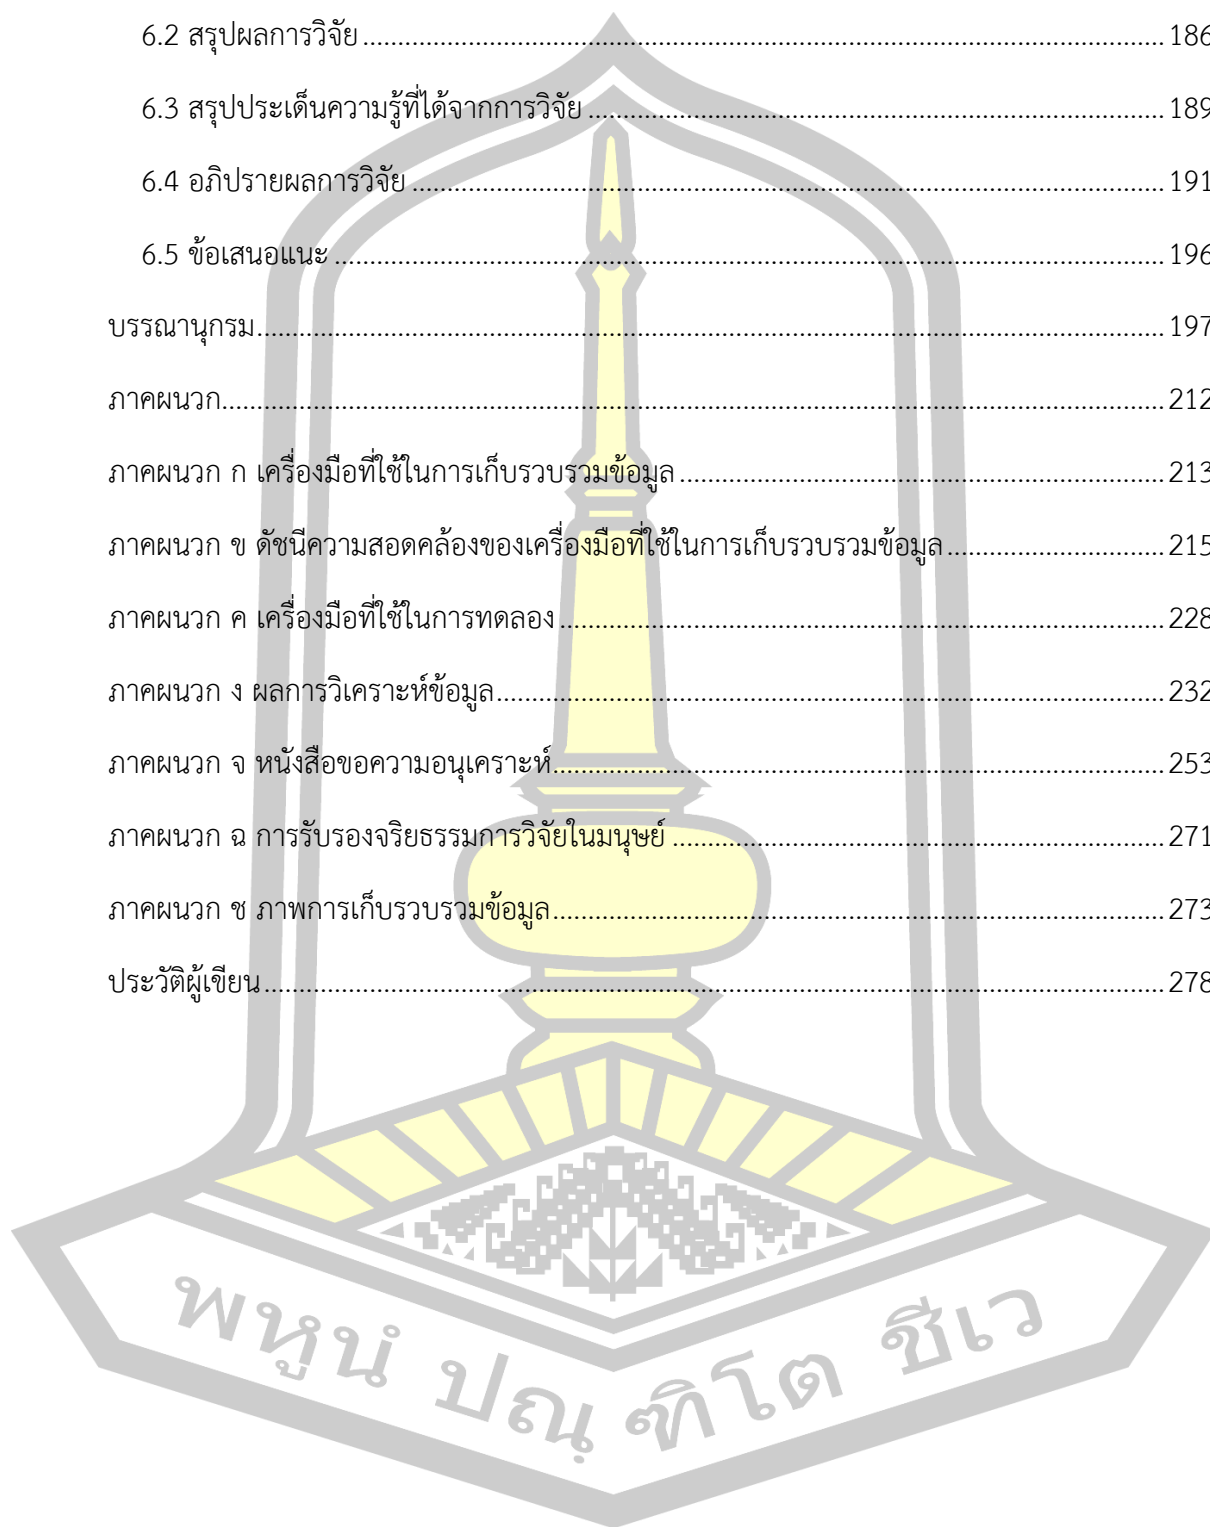 6.2 สรุปผลการวิจัย ........................................................................ 186
6.3 สรุปประเด็นความรู้ที่ได้จากการวิจัย ........................................................................ 189
6.4 อภิปรายผลการวิจัย ........................................................................ 191
6.5 ข้อเสนอแนะ ........................................................................ 196
บรรณานุกรม ........................................................................ 197
ภาคผนวก ........................................................................ 212
ภาคผนวก ก เครื่องมือที่ใช้ในการเก็บรวบรวมข้อมูล ........................................................................ 213
ภาคผนวก ข ดัชนีความสอดคล้องของเครื่องมือที่ใช้ในการเก็บรวบรวมข้อมูล ........................................................................ 215
ภาคผนวก ค เครื่องมือที่ใช้ในการทดลอง ........................................................................ 228
ภาคผนวก ง ผลการวิเคราะห์ข้อมูล ........................................................................ 232
ภาคผนวก จ หนังสือขอความอนุเคราะห์ ........................................................................ 253
ภาคผนวก ฉ การรับรองจริยธรรมการวิจัยในมนุษย์ ........................................................................ 271
ภาคผนวก ช ภาพการเก็บรวบรวมข้อมูล ........................................................................ 273
ประวัติผู้เขียน ........................................................................ 278
พหูนํ ปณฺฑิโต ชีเว